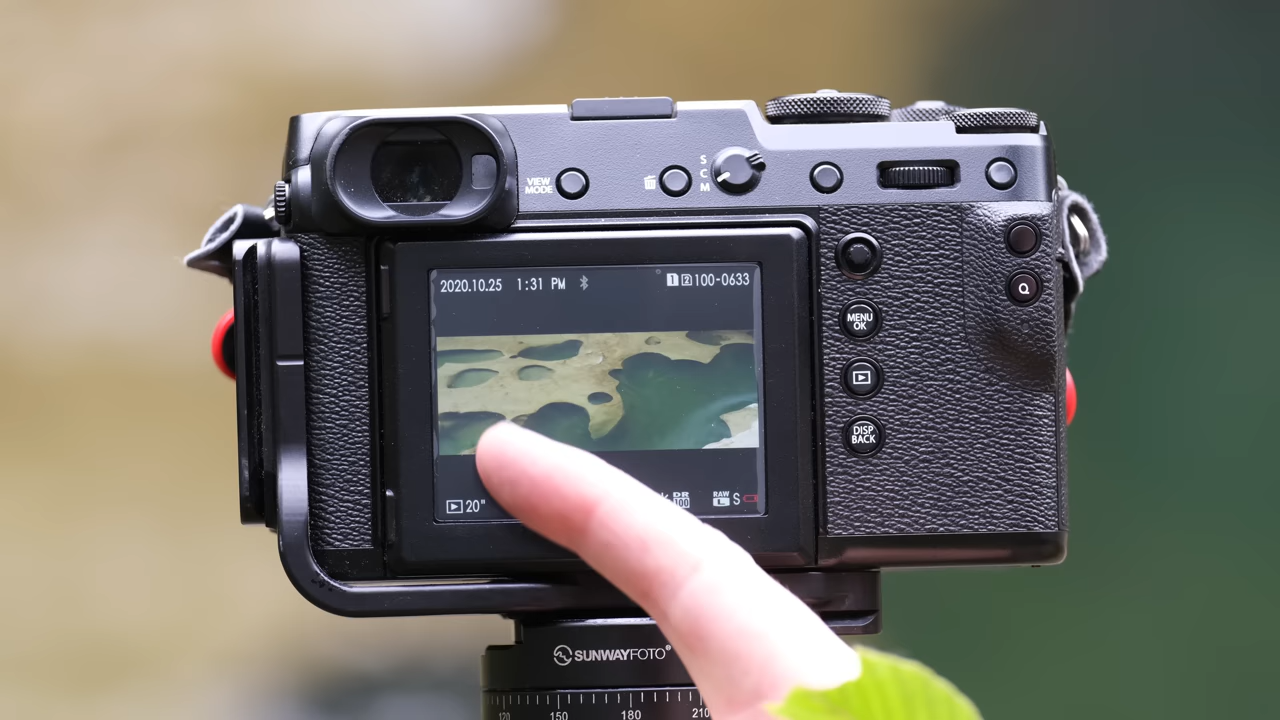 VIEW
MODE
S
C
M
2020.10.25 1:31 PM 1 2 100-0633
Q
MENU
OK
DISP
BACK
20" DR
100 RAW
L S
SUNWAYFOTO®
120 150 180 210